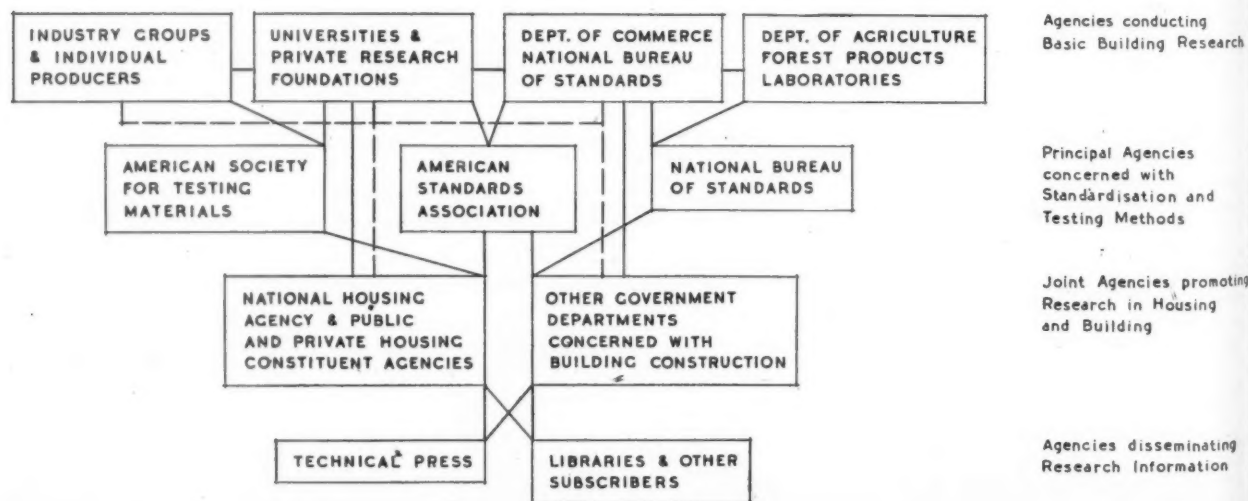 INDUSTRY GROUPS
& INDIVIDUAL
PRODUCERS
UNIVERSITIES &
PRIVATE RESEARCH
FOUNDATIONS
DEPT. OF COMMERCE
NATIONAL BUREAU
OF STANDARDS
DEPT. OF AGRICULTURE
FOREST PRODUCTS
LABORATORIES
Agencies conducting
Basic Building Research
AMERICAN SOCIETY
FOR TESTING
MATERIALS
AMERICAN
STANDARDS
ASSOCIATION
NATIONAL BUREAU
OF STANDARDS
Principal Agencies
concerned with
Standardisation and
Testing Methods
NATIONAL HOUSING
AGENCY & PUBLIC
AND PRIVATE HOUSING
CONSTITUENT AGENCIES
OTHER GOVERNMENT
DEPARTMENTS
CONCERNED WITH
BUILDING CONSTRUCTION
Joint Agencies promoting
Research in Housing
and Building
TECHNICAL PRESS
LIBRARIES & OTHER
SUBSCRIBERS
Agencies disseminating
Research Information